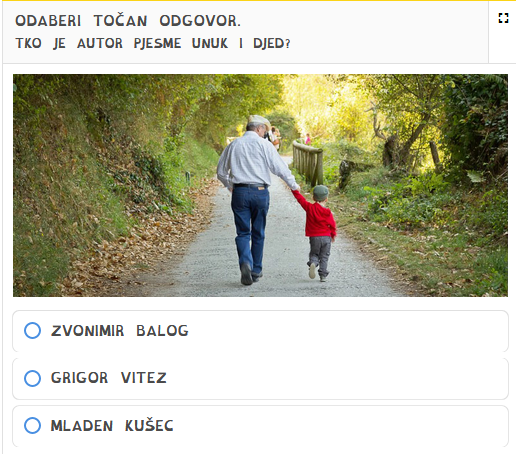 ODABERI TOČAN ODGOVOR.
TKO JE AUTOR PJESME UNUK I DJED?
ZVONIMIR BALOG
GRIGOR VITEZ
MLADEN KUŠEC